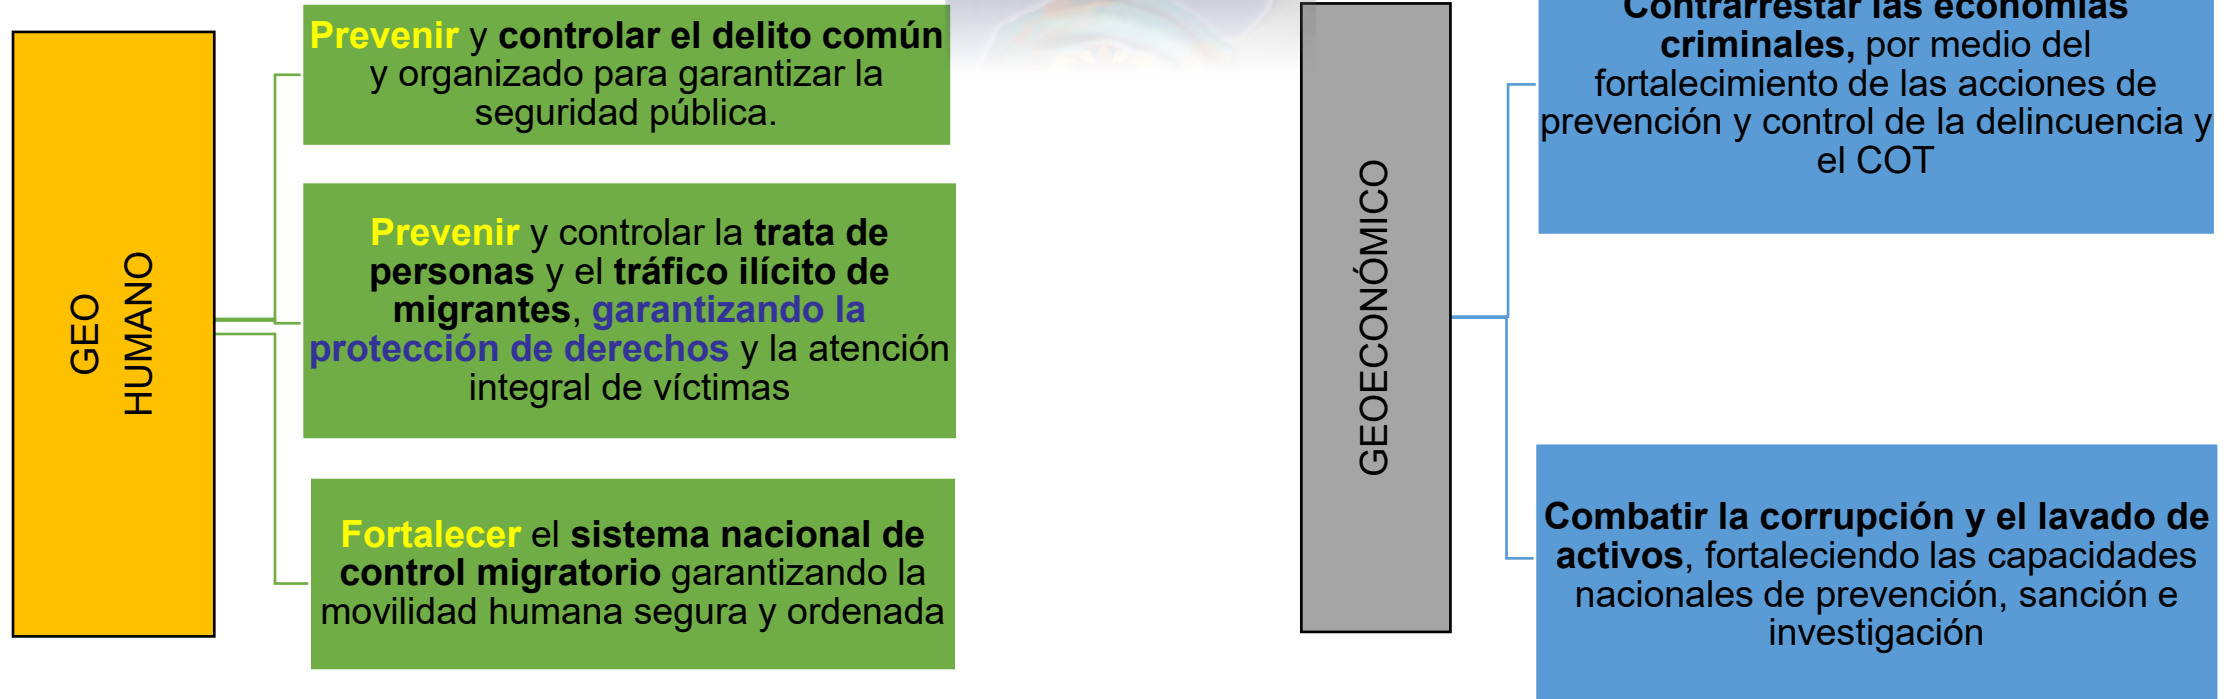 GEO
HUMANO
Prevenir y controlar el delito común
y organizado para garantizar la
seguridad pública.
Prevenir y controlar la trata de
personas y el tráfico ilícito de
migrantes, garantizando la
protección de derechos y la atención
integral de víctimas
Fortalecer el sistema nacional de
control migratorio garantizando la
movilidad humana segura y ordenada
GEOECONÓMICO
Contrarrestar las economías
criminales, por medio del
fortalecimiento de las acciones de
prevención y control de la delincuencia y
el COT
Combatir la corrupción y el lavado de
activos, fortaleciendo las capacidades
nacionales de prevención, sanción e
investigación